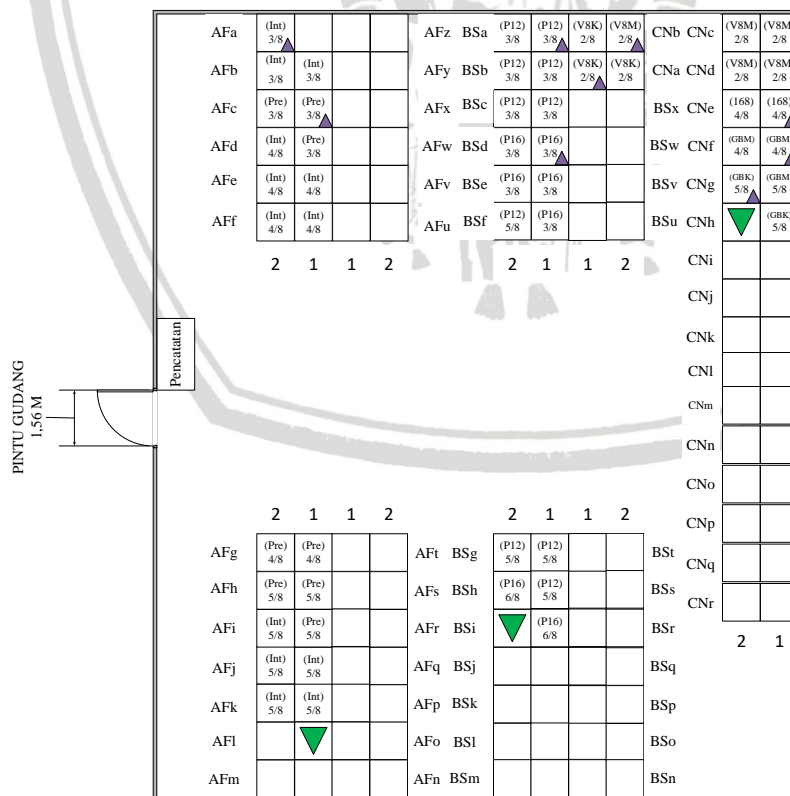 AFa (Int) 3/8 AFz BSa (P12) 3/8 (P12) 3/8 (V8K) 2/8 (V8M) 2/8 CNb CNc (V8M) 2/8 (V8M 2/8
AFb (Int) 3/8 (Int) 3/8 AFy BSb (P12) 3/8 (P12) 3/8 (V8K) 2/8 (V8K) 2/8 CNa CNd (V8M) 2/8 (V8M 2/8
AFc (Pre) 3/8 (Pre) 3/8 AFx BSc (P12) 3/8 (P12) 3/8 BSx CNe (168) 4/8 (168) 4/8
AFd (Int) 4/8 (Pre) 3/8 AFw BSd (P16) 3/8 (P16) 3/8 BSw CNf (GBM) 4/8 (GBM 4/8
AFe (Int) 4/8 (Int) 4/8 AFv BSe (P16) 3/8 (P16) 3/8 BSv CNg (GBK) 5/8 (GBM 5/8
AFf (Int) 4/8 (Int) 4/8 AFu BSf (P12) 5/8 (P16) 3/8 BSu CNh (GBK 5/8
2 1 1 2 2 1 1 2 CNi
CNj
Pencatatan
CNk
CNl
PINTU GUDANG
1,56 M
CNm
CNn
CNo
2 1 1 2 2 1 1 2 CNp
AFg (Pre) 4/8 (Pre) 4/8 AFt BSg (P12) 5/8 (P12) 5/8 BSt CNq
AFh (Pre) 5/8 (Pre) 5/8 AFs BSh (P16) 6/8 (P12) 5/8 BSs CNr
AFi (Int) 5/8 (Pre) 5/8 AFr BSi (P16) 6/8 BSr 2 1
AFj (Int) 5/8 (Int) 5/8 AFq BSj BSq
AFk (Int) 5/8 (Int) 5/8 AFp BSk BSp
AFl AFo BSl BSo
AFm AFn BSm BSn